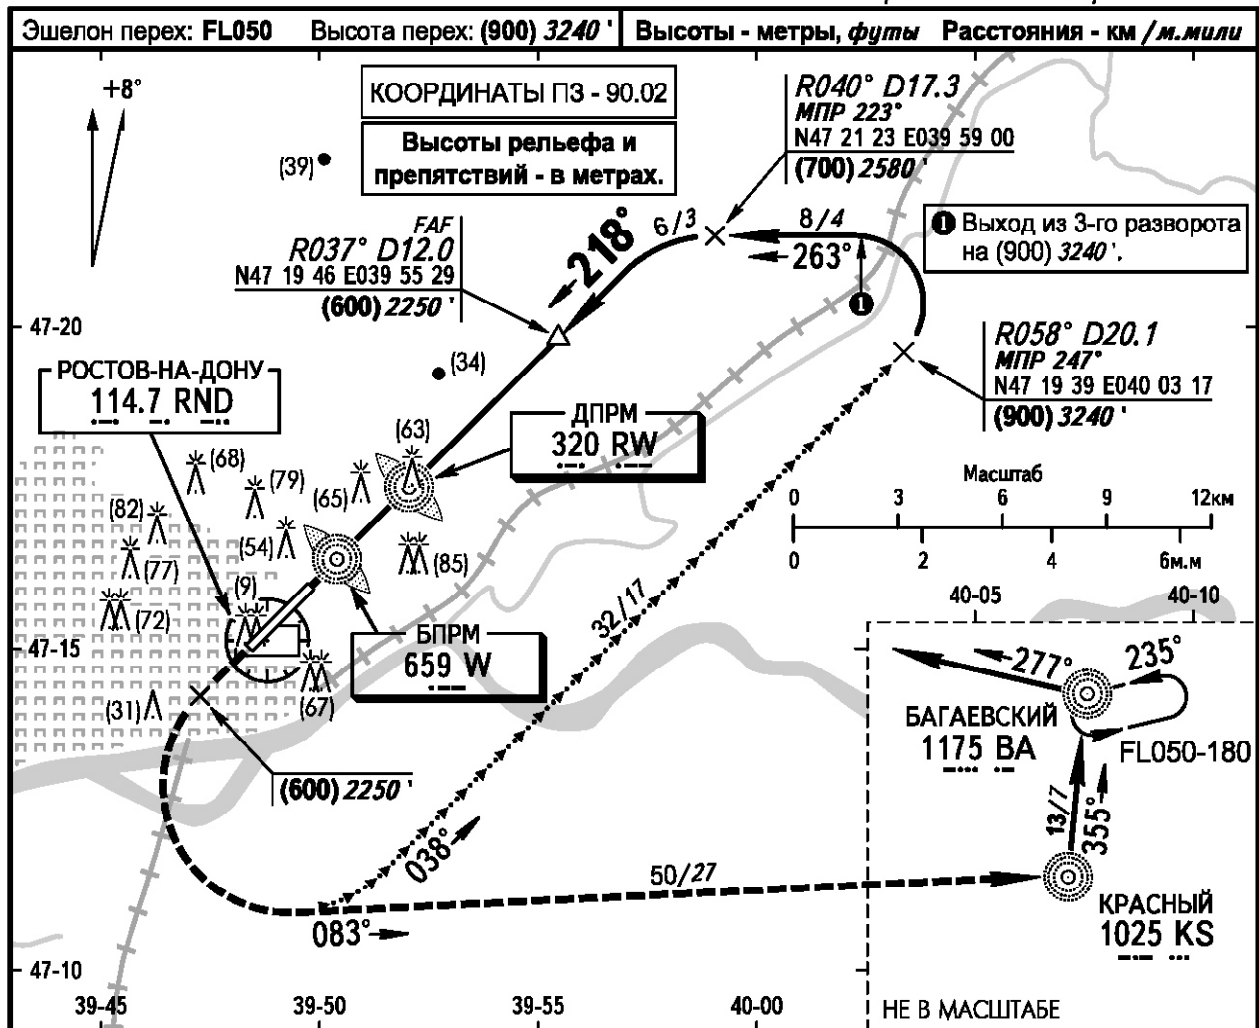 Эшелон перех: FL050 Высота перех: (900) 3240 ' Высоты - метры, футы Расстояния - км / м.мили
+8°
КООРДИНАТЫ ПЗ - 90.02
Высоты рельефа и
препятствий - в метрах.
(39)
R040° D17.3
МПР 223°
N47 21 23 E039 59 00
(700) 2580 '
FAF
R037° D12.0
N47 19 46 E039 55 29
(600) 2250 '
218°
6/3
8/4
263°
1 Выход из 3-го разворота
на (900) 3240 '.
1
47-20
(34)
R058° D20.1
МПР 247°
N47 19 39 E040 03 17
(900) 3240 '
РОСТОВ-НА-ДОНУ
114.7 RND
ДПРМ
320 RW
(63)
(68)
(79)
(65)
(82)
(54)
(77)
(85)
(9)
(72)
Масштаб
0 3 6 9 12км
0 2 4 6м.м
40-05 40-10
32/17
47-15
БПРМ
659 W
(67)
(31)
(600) 2250 '
277°
235°
БАГАЕВСКИЙ
1175 BA
FL050-180
13/7
355°
038°
50/27
083°
КРАСНЫЙ
1025 KS
47-10
39-45 39-50 39-55 40-00
НЕ В МАСШТАБЕ